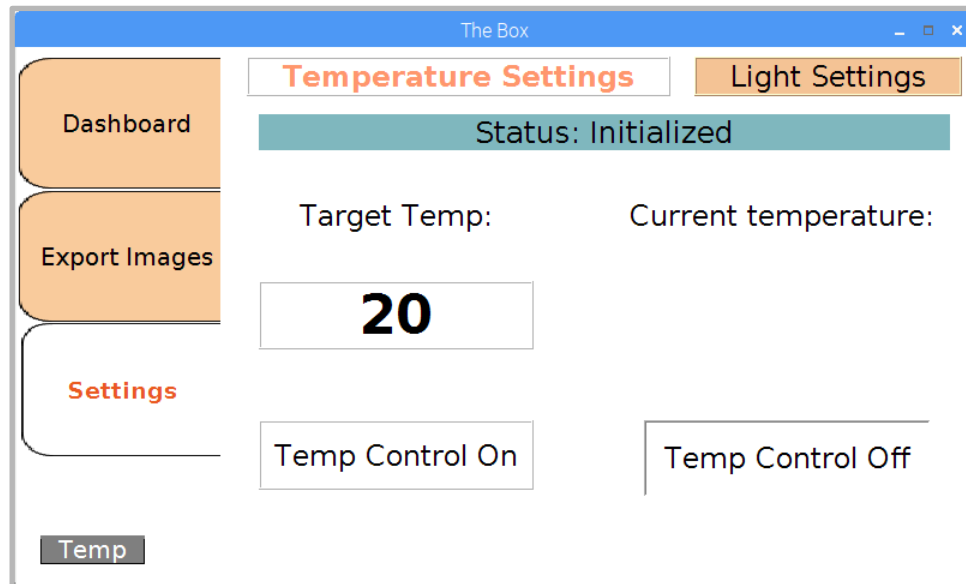 The Box
Temperature Settings
Light Settings
Dashboard
Status: Initialized
Target Temp:
Current temperature:
Export Images
20
Settings
Temp Control On
Temp Control Off
Temp